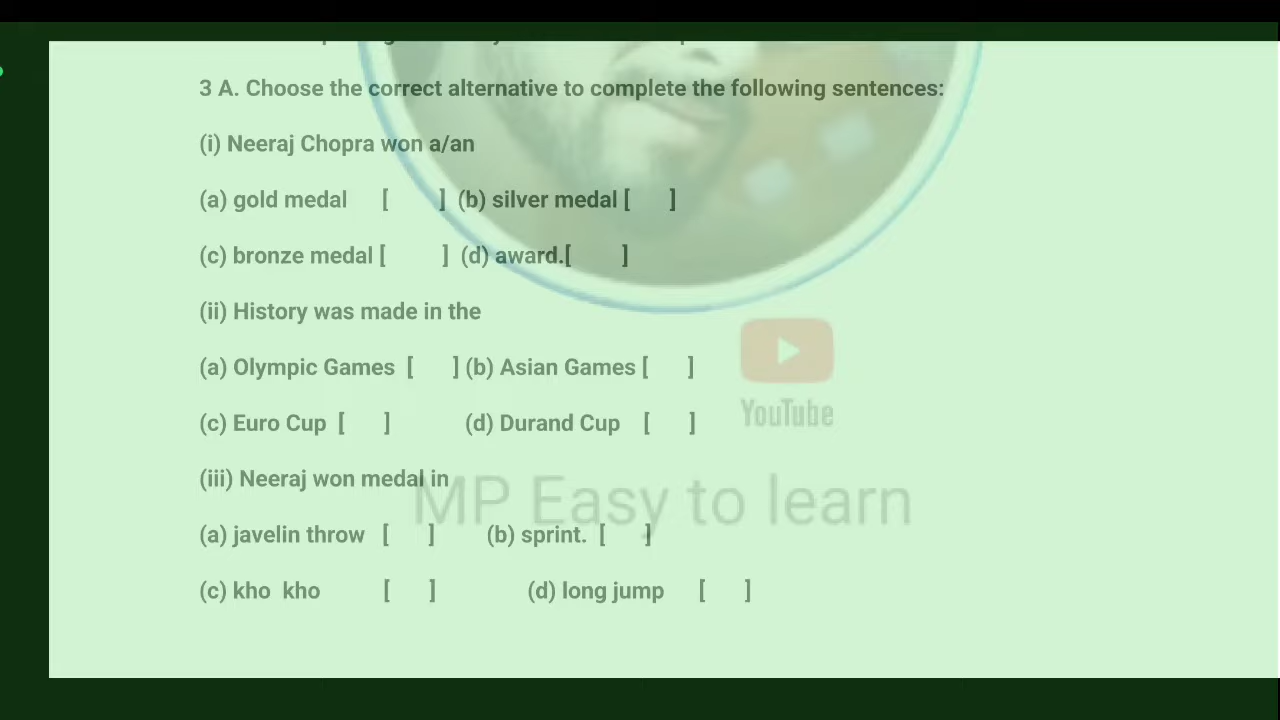 3 A. Choose the correct alternative to complete the following sentences:
(i) Neeraj Chopra won a/an
(a) gold medal [ ] (b) silver medal [ ]
(c) bronze medal [ ] (d) award.[ ]
(ii) History was made in the
(a) Olympic Games [ ] (b) Asian Games [ ]
(c) Euro Cup [ ] (d) Durand Cup [ ]
YouTube
(iii) Neeraj won medal in
MP Easy to learn
(a) javelin throw [ ] (b) sprint. [ ]
(c) kho kho [ ] (d) long jump [ ]